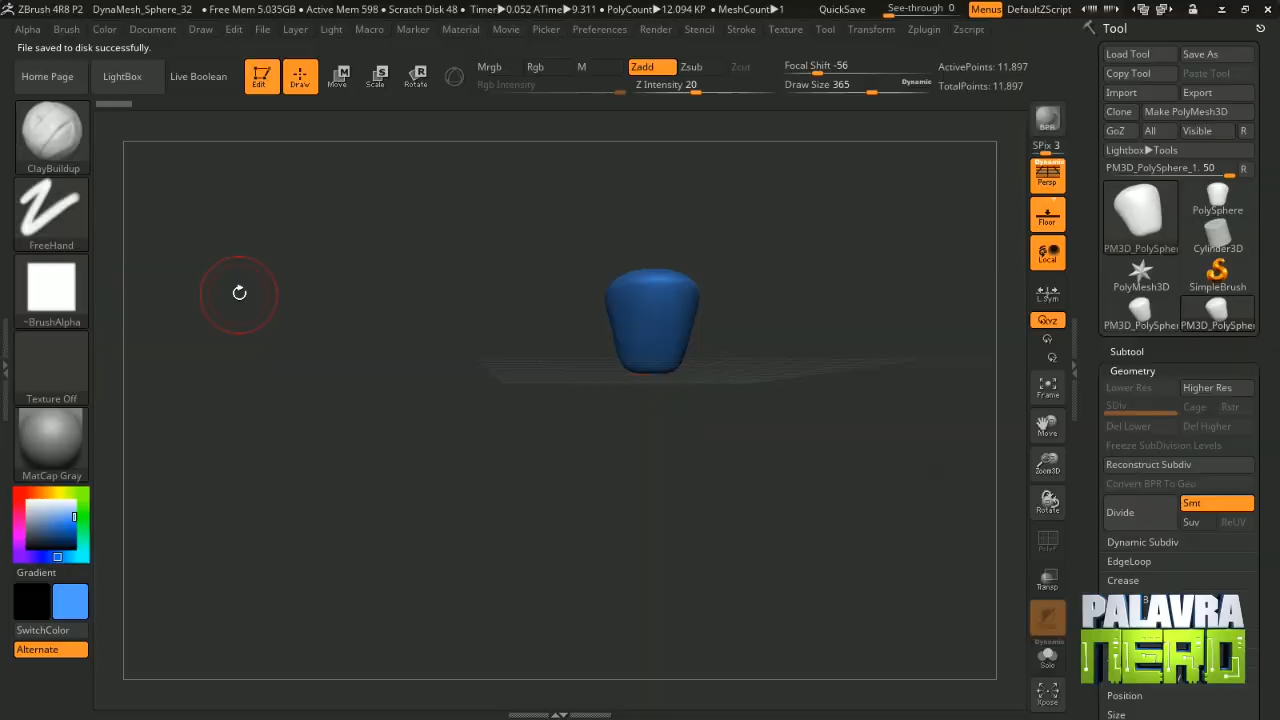 ZBrush 4R8 P2 DynaMesh_Sphere_32 • Free Mem 5.035GB • Active Mem 598 • Scratch Disk 48 • Timer▶0.052 ATime▶9.311 • PolyCount▶12.094 KP • MeshCount▶1 QuickSave See-through 0 Menus DefaultZScript
Alpha Brush Color Document Draw Edit File Layer Light Macro Marker Material Movie Picker Preferences Render Stencil Stroke Texture Tool Transform Zplugin Zscript
File saved to disk successfully.
Home Page LightBox Live Boolean Edit Draw Move Scale Rotate
Mrgb Rgb M Zadd Zsub Zcut Focal Shift -56 ActivePoints: 11.897
Rgb Intensity Z Intensity 20 Draw Size 365 Dynamic TotalPoints: 11,897
ClayBuildup
FreeHand
~BrushAlpha
Texture Off
MatCap Gray
Gradient
SwitchColor
Alternate
BPR
SPix 3
Dynamic
Persp
Floor
Local
L.Sym
XYZ
Frame
Move
Zoom3D
Rotate
PolyF
Transp
Dynamic
Solo
Xpose
Tool
Load Tool Save As
Copy Tool Paste Tool
Import Export
Clone Make PolyMesh3D
GoZ All Visible R
Lightbox▶Tools
PM3D_PolySphere_1. 50 R
PolySphere
PM3D_PolySphe Cylinder3D
PolyMesh3D SimpleBrush
PM3D_PolySphe PM3D_PolySphe
Subtool
Geometry
Lower Res Higher Res
SDiv Cage Rstr
Del Lower Del Higher
Freeze SubDivision Levels
Reconstruct Subdiv
Convert BPR To Geo
Divide Smt
Suv ReUV
Dynamic Subdiv
EdgeLoop
Crease
PALAVRA
NERD
Position
Size